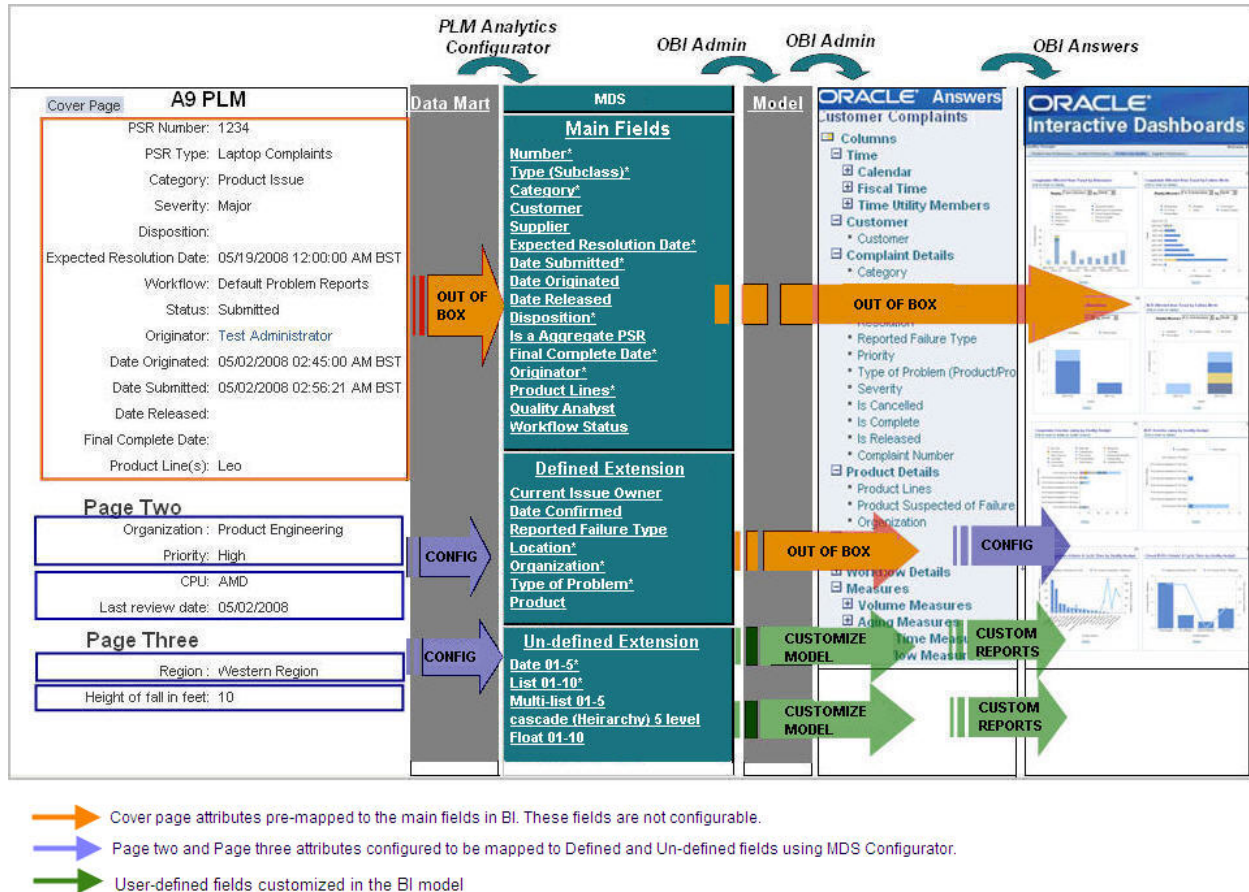 PLM Analytics
Configurator
OBI Admin
OBI Admin
OBI Answers
Cover Page
A9 PLM
PSR Number: 1234
PSR Type: Laptop Complaints
Category: Product Issue
Severity: Major
Disposition:
Expected Resolution Date: 05/19/2008 12:00:00 AM BST
Workflow: Default Problem Reports
Status: Submitted
Originator: Test Administrator
Date Originated: 05/02/2008 02:45:00 AM BST
Date Submitted: 05/02/2008 02:56:21 AM BST
Date Released:
Final Complete Date:
Product Line(s): Leo
Page Two
Organization : Product Engineering
Priority: High
CPU: AMD
Last review date: 05/02/2008
Page Three
Region : Western Region
Height of fall in feet: 10
Data Mart
OUT OF
BOX
CONFIG
CONFIG
MDS
Main Fields
Number*
Type (Subclass)*
Category*
Customer
Supplier
Expected Resolution Date*
Date Submitted*
Date Originated
Date Released
Disposition*
Is a Aggregate PSR
Final Complete Date*
Originator*
Product Lines*
Quality Analyst
Workflow Status
Defined Extension
Current Issue Owner
Date Confirmed
Reported Failure Type
Location*
Organization*
Type of Problem*
Product
Un-defined Extension
Date 01-5*
List 01-10*
Multi-list 01-5
cascade (Heirarchy) 5 level
Float 01-10
Model
ORACLE Answers
Customer Complaints
Columns
Time
Calendar
Fiscal Time
Time Utility Members
Customer
Customer
Complaint Details
Category
OUT OF BOX
Resolution
Reported Failure Type
Priority
Type of Problem (Product/Pro
Severity
Is Cancelled
Is Complete
Is Released
Complaint Number
Product Details
Product Lines
Product Suspected of Failure
Organization
OUT OF BOX
Workflow Details
Measures
Volume Measures
Aging Measures
Time Measu
CUSTOMIZE
MODEL
CUSTOMIZE
MODEL
ORACLE
Interactive Dashboards
CONFIG
CUSTOM
REPORTS
CUSTOM
REPORTS
Cover page attributes pre-mapped to the main fields in BI. These fields are not configurable.
Page two and Page three attributes configured to be mapped to Defined and Un-defined fields using MDS Configurator.
User-defined fields customized in the BI model